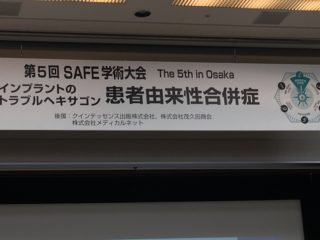 第5回 SAFE 学術大会 The 5th in Osaka
インプラントの
トラブルヘキサゴン 患者由来性合併症
後援：クインテッセンス出版株式会社、株式会社茂久田商会
株式会社メディカルネット